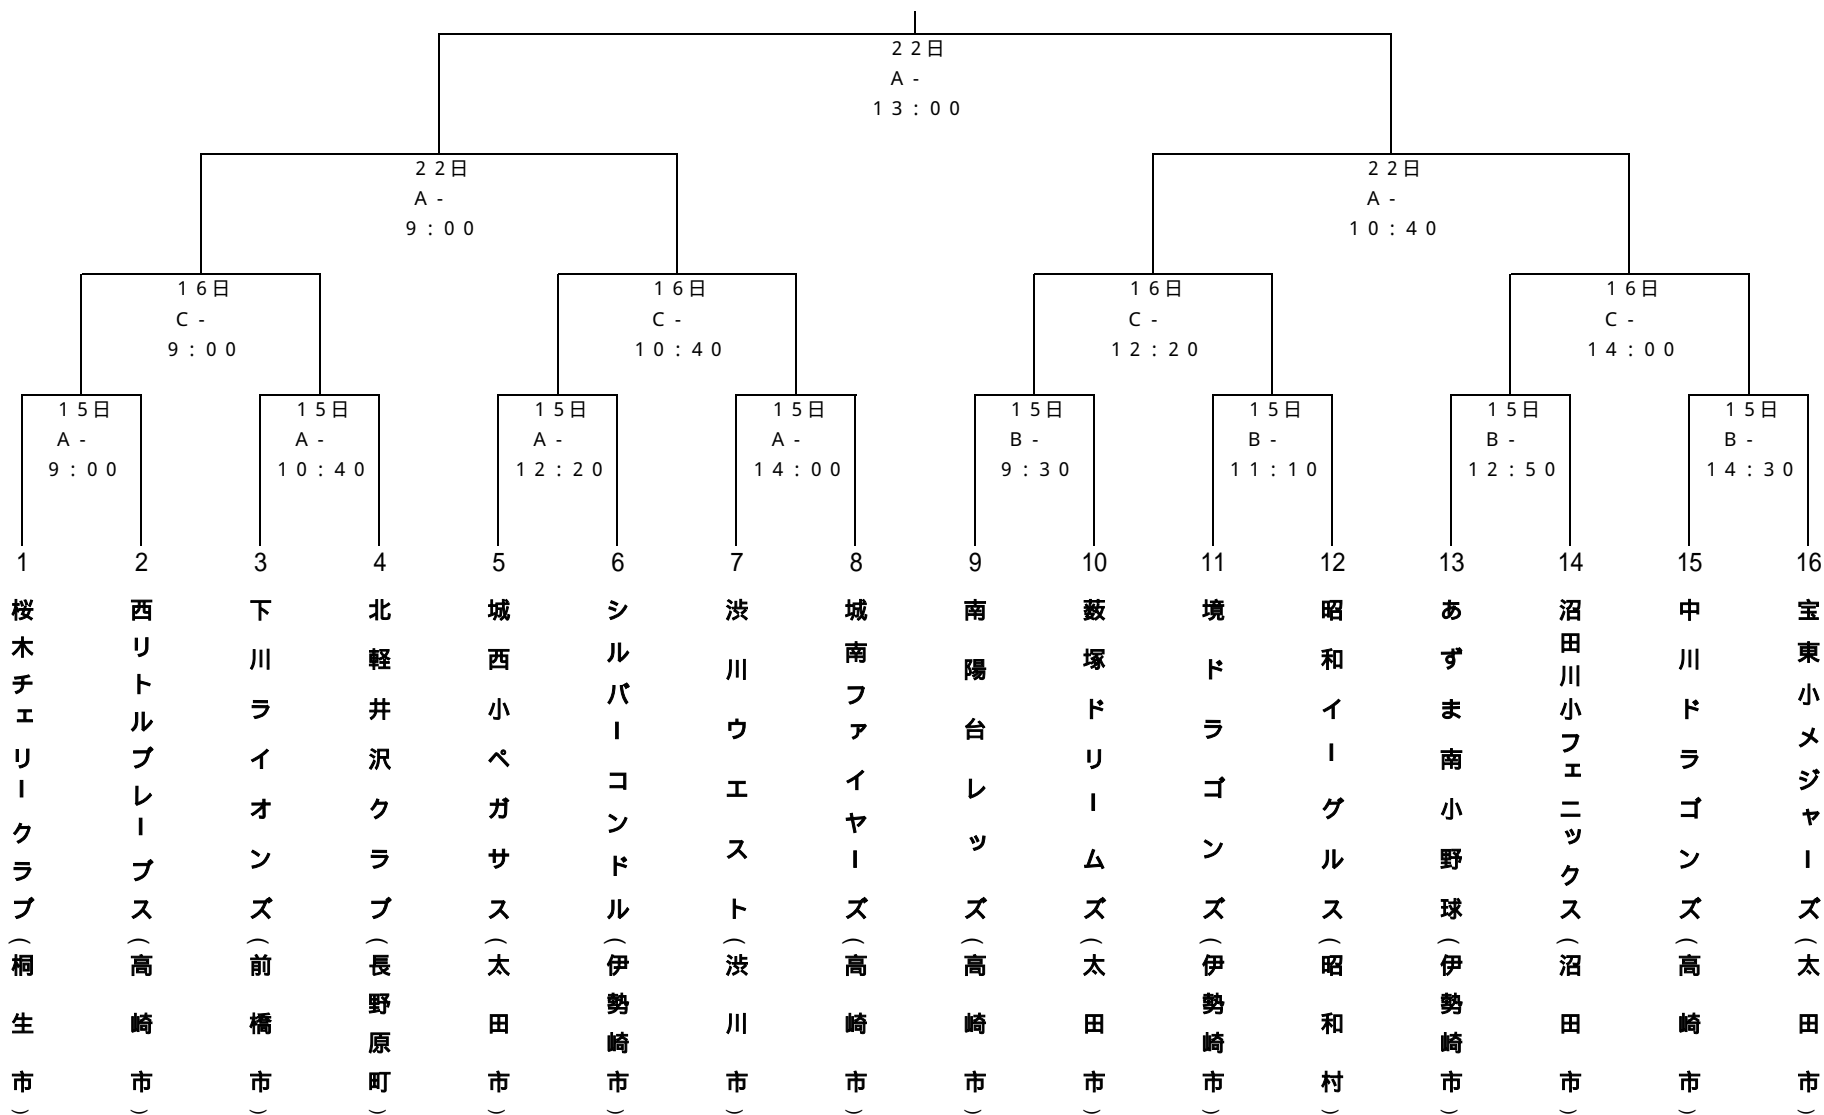 22日
A-
13:00
22日
A-
9:00
22日
A-
10:40
16日
C-
9:00
16日
C-
10:40
16日
C-
12:20
16日
C-
14:00
15日
A-
9:00
15日
A-
10:40
15日
A-
12:20
15日
A-
14:00
15日
B-
9:30
15日
B-
11:10
15日
B-
12:50
15日
B-
14:30
1
桜木チェリークラブ(桐生市)
2
西リトルブレーブス(高崎市)
3
下川ライオンズ(前橋市)
4
北軽井沢クラブ(長野原町)
5
城西小ペガサス(太田市)
6
シルバーコンドル(伊勢崎市)
7
渋川ウエスト(渋川市)
8
城南ファイヤーズ(高崎市)
9
南陽台レッズ(高崎市)
10
薮塚ドリームズ(太田市)
11
境ドラゴンズ(伊勢崎市)
12
昭和イーグルス(昭和村)
13
あずま南小野球(伊勢崎市)
14
沼田川小フェニックス(沼田市)
15
中川ドラゴンズ(高崎市)
16
宝東小メジャーズ(太田市)